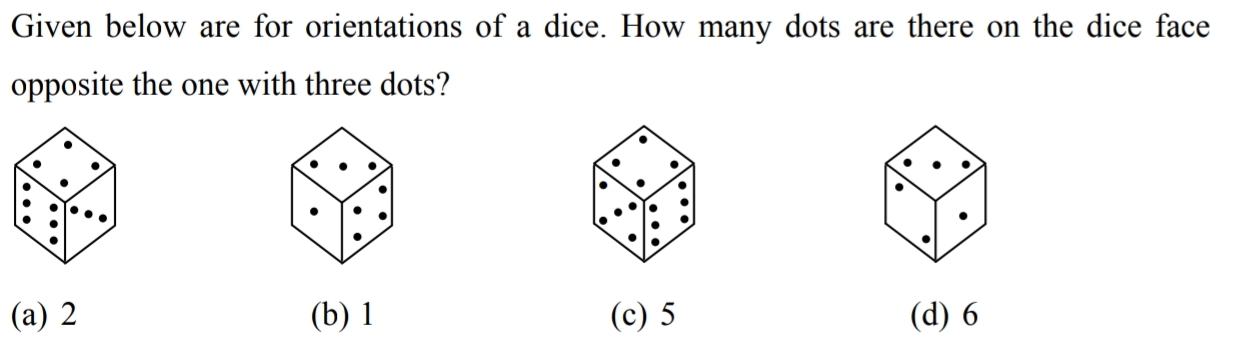 Given below are for orientations of a dice. How many dots are there on the dice face
opposite the one with three dots?
(a) 2 (b) 1 (c) 5 (d) 6